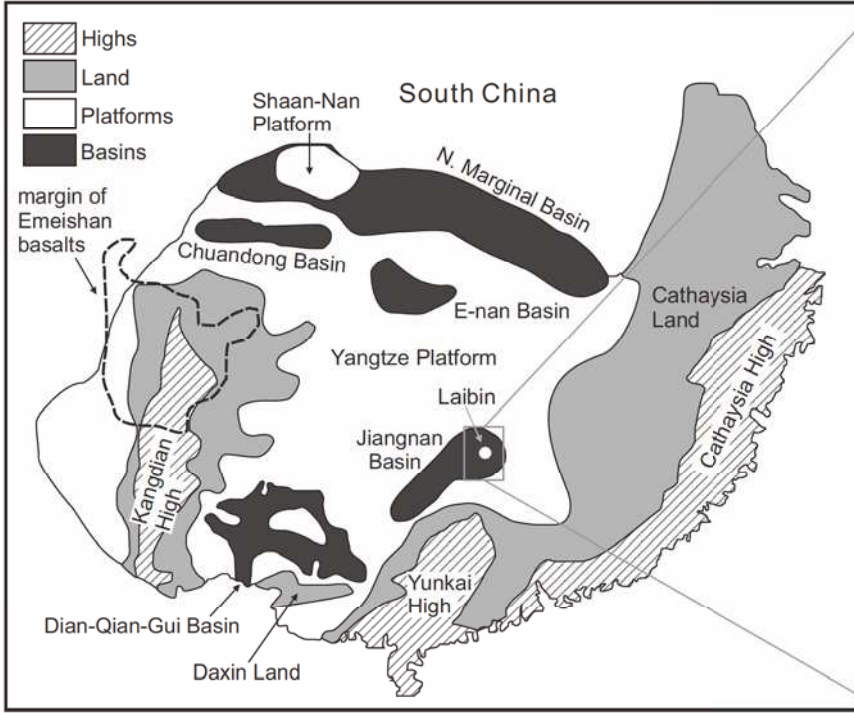 Highs
Land
Platforms
Basins
South China
Shaan-Nan
Platform
N. Marginal Basin
margin of
Emeishan
basalts
Chuandong Basin
E-nan Basin
Cathaysia
Land
Yangtze Platform
Cathaysia High
Laibin
Jiangnan
Basin
Kangdian
High
Yunkai
High
Dian-Qian-Gui Basin
Daxin Land